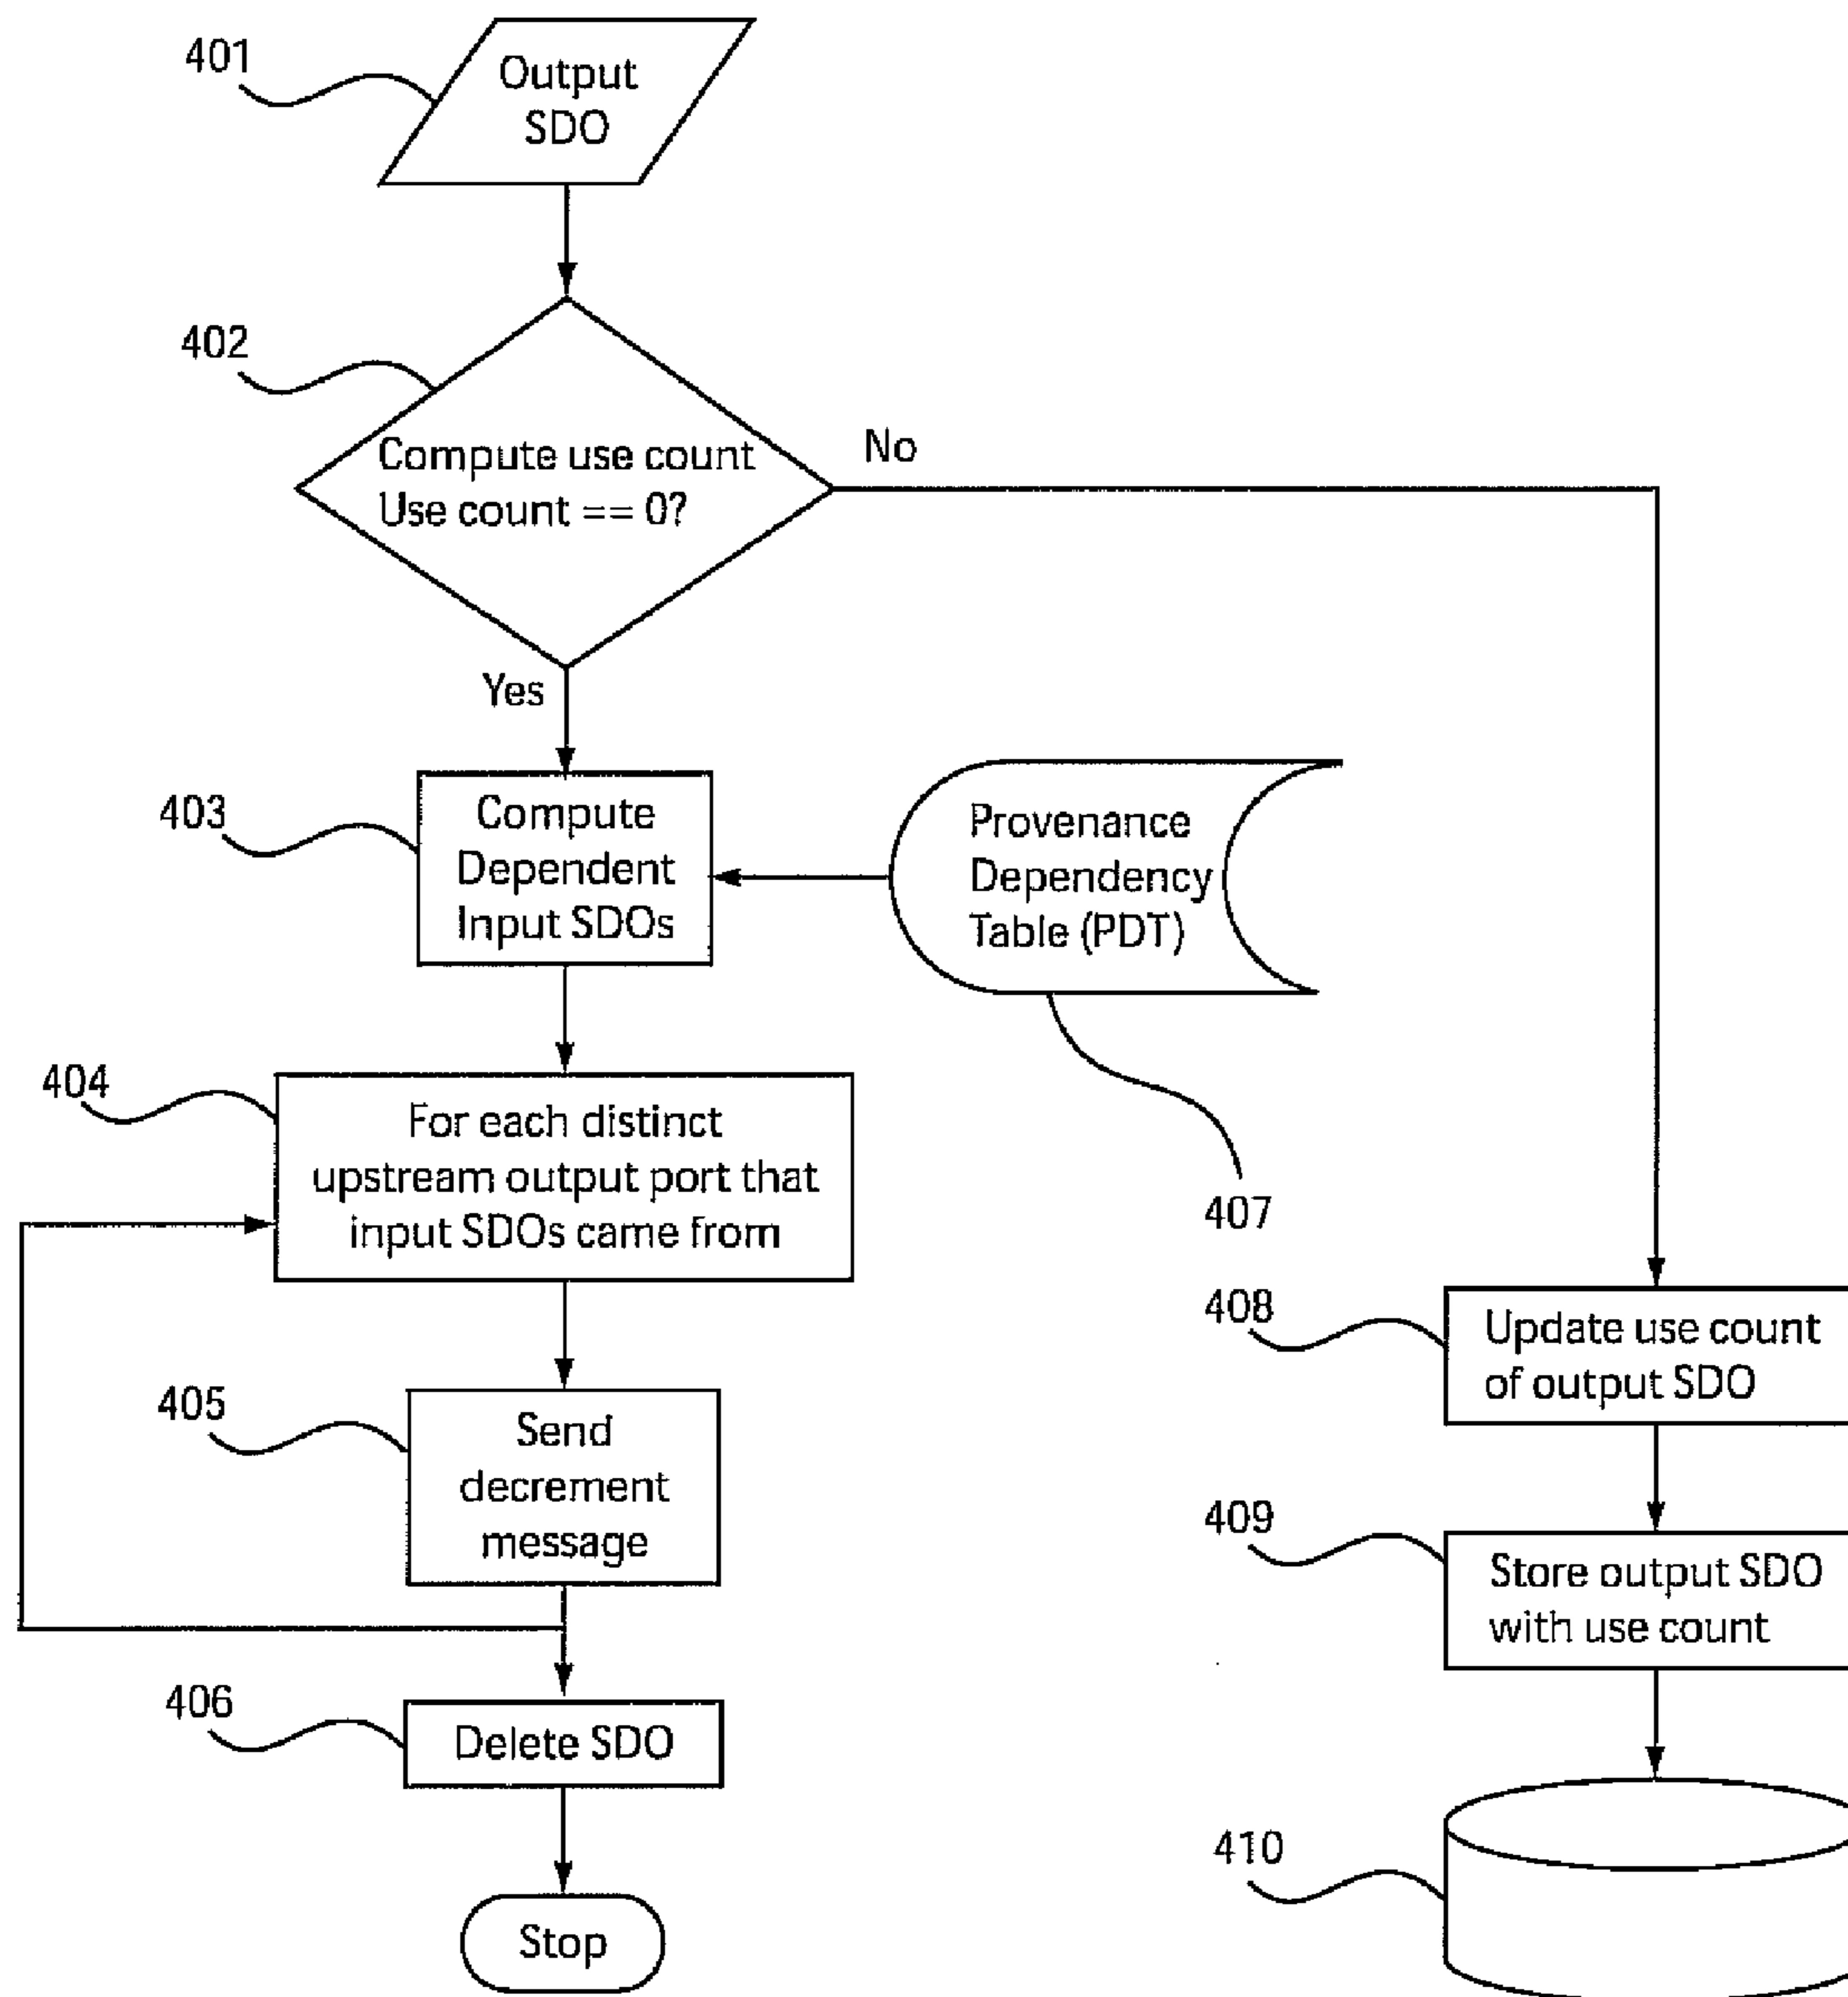 401
Output
SDO
402
Compute use count
Use count == 0?
No
Yes
403
Compute
Dependent
Input SDOs
Provenance
Dependency
Table (PDT)
407
404
For each distinct
upstream output port that
input SDOs came from
405
Send
decrement
message
406
Delete SDO
Stop
408
Update use count
of output SDO
409
Store output SDO
with use count
410